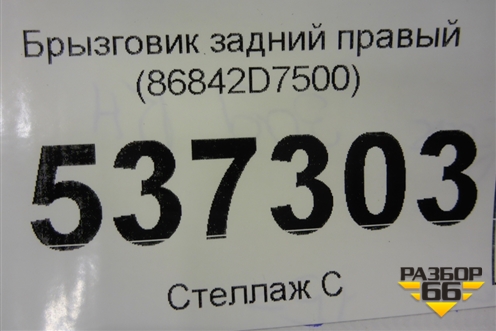 Брызговик задний правый
(86842D7500)
537303
Стеллаж С
РАЗБОР
66